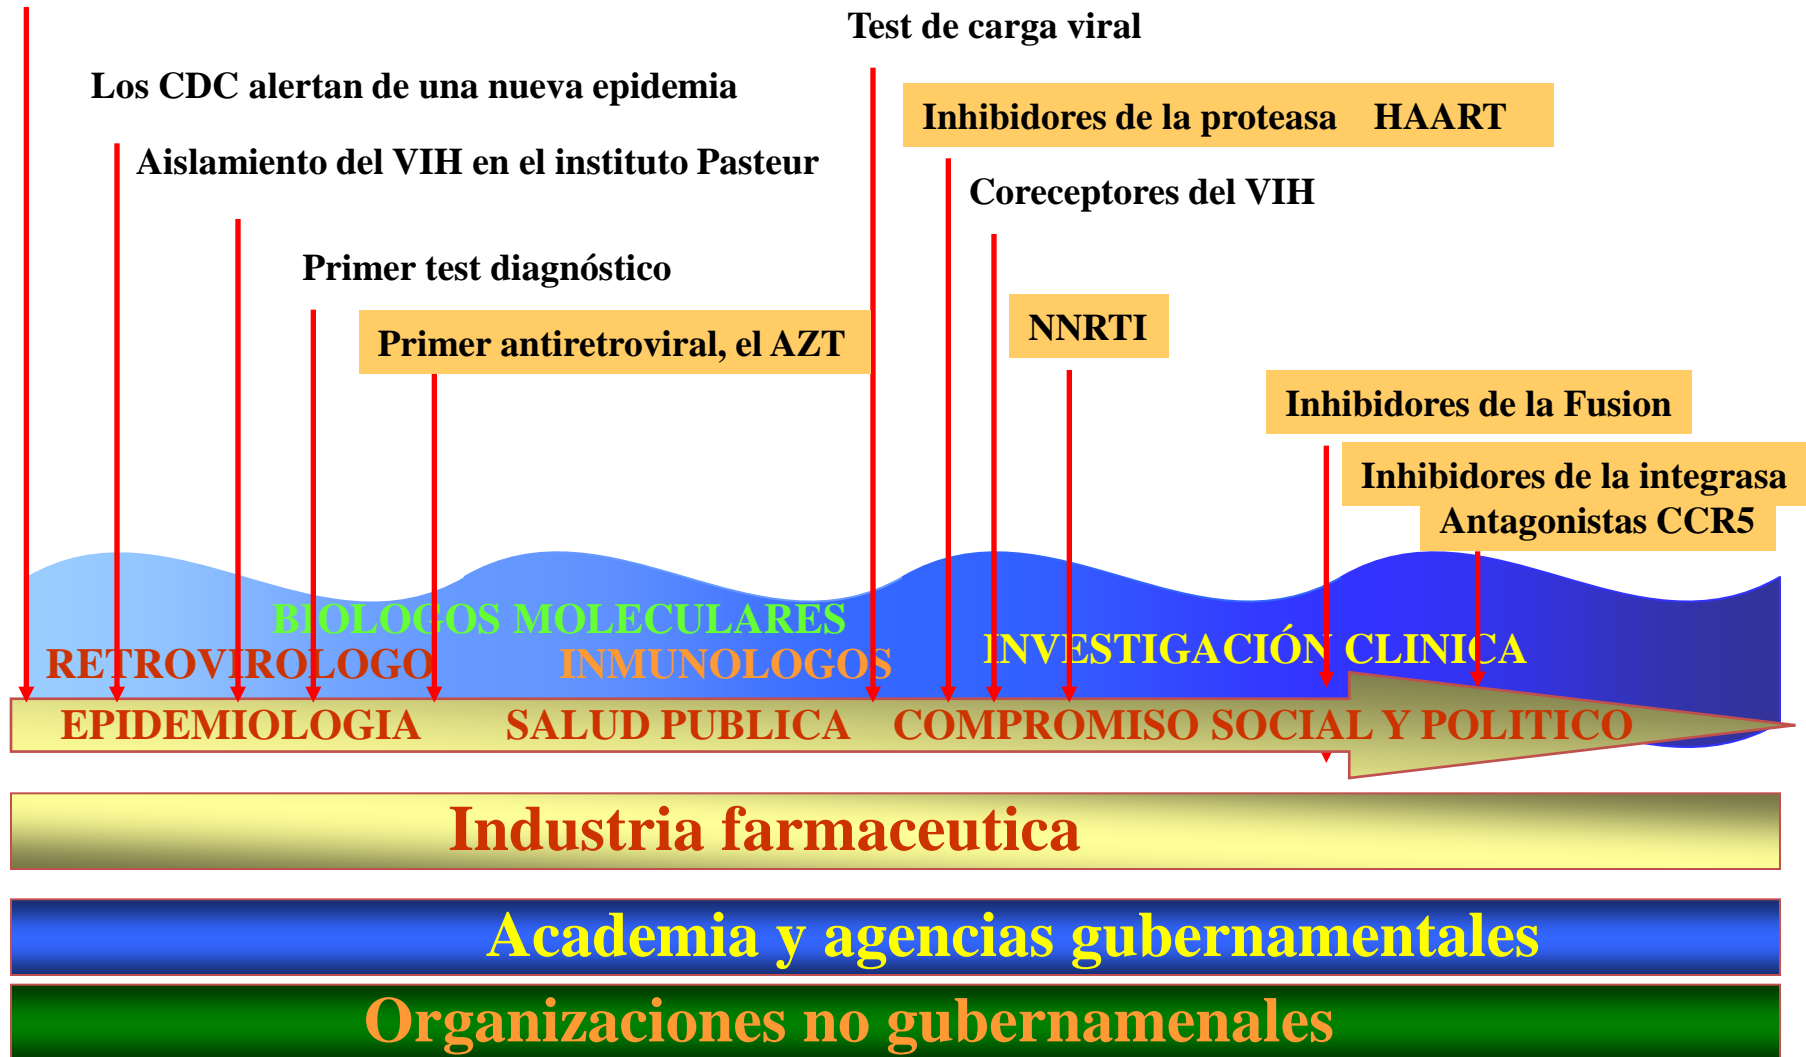 Test de carga viral
Los CDC alertan de una nueva epidemia
Inhibidores de la proteasa HAART
Aislamiento del VIH en el instituto Pasteur
Coreceptores del VIH
Primer test diagnóstico
Primer antiretroviral, el AZT
NNRTI
Inhibidores de la Fusion
Inhibidores de la integrasa
Antagonistas CCR5
BIOLOGOS MOLECULARES
RETROVIROLOGO
INMUNOLOGOS
INVESTIGACIÓN CLINICA
EPIDEMIOLOGIA
SALUD PUBLICA
COMPROMISO SOCIAL Y POLITICO
Industria farmaceutica
Academia y agencias gubernamentales
Organizaciones no gubernamenales